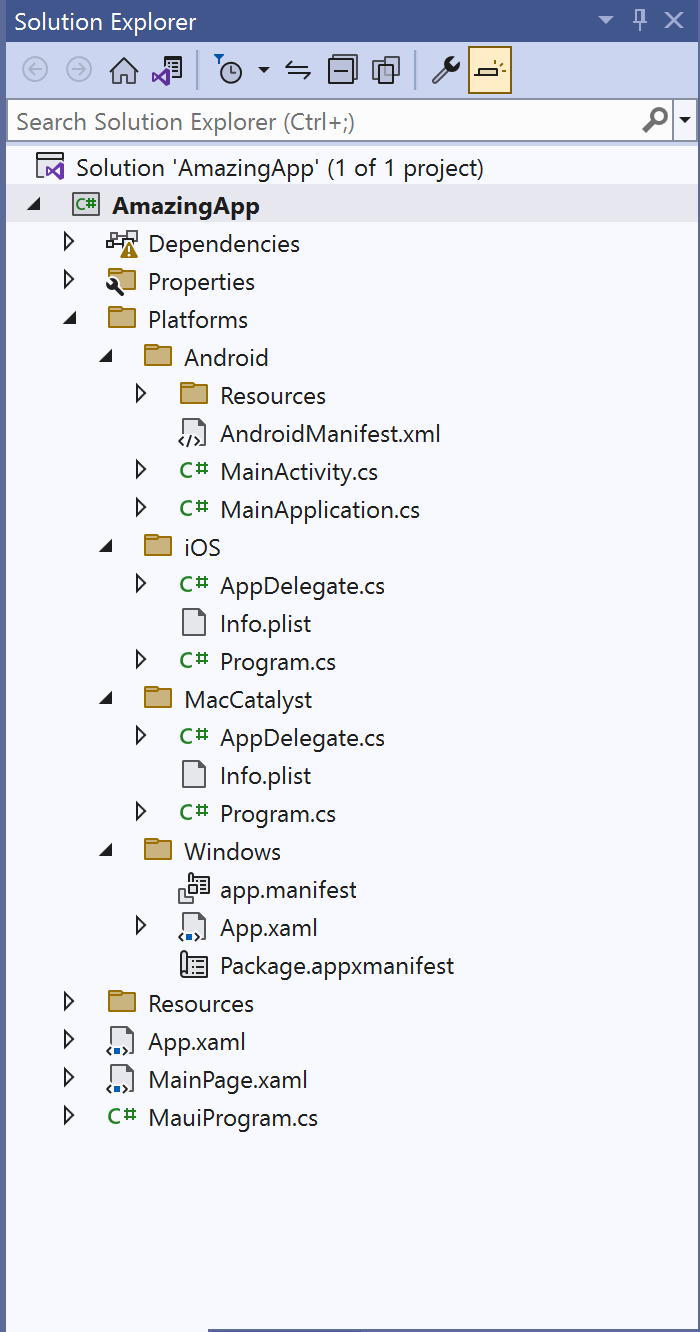 Solution Explorer
Search Solution Explorer (Ctrl+;)
Solution 'AmazingApp' (1 of 1 project)
C# AmazingApp
Dependencies
Properties
Platforms
Android
Resources
AndroidManifest.xml
C# MainActivity.cs
C# MainApplication.cs
iOS
C# AppDelegate.cs
Info.plist
C# Program.cs
MacCatalyst
C# AppDelegate.cs
Info.plist
C# Program.cs
Windows
app.manifest
App.xaml
Package.appxmanifest
Resources
App.xaml
MainPage.xaml
C# MauiProgram.cs